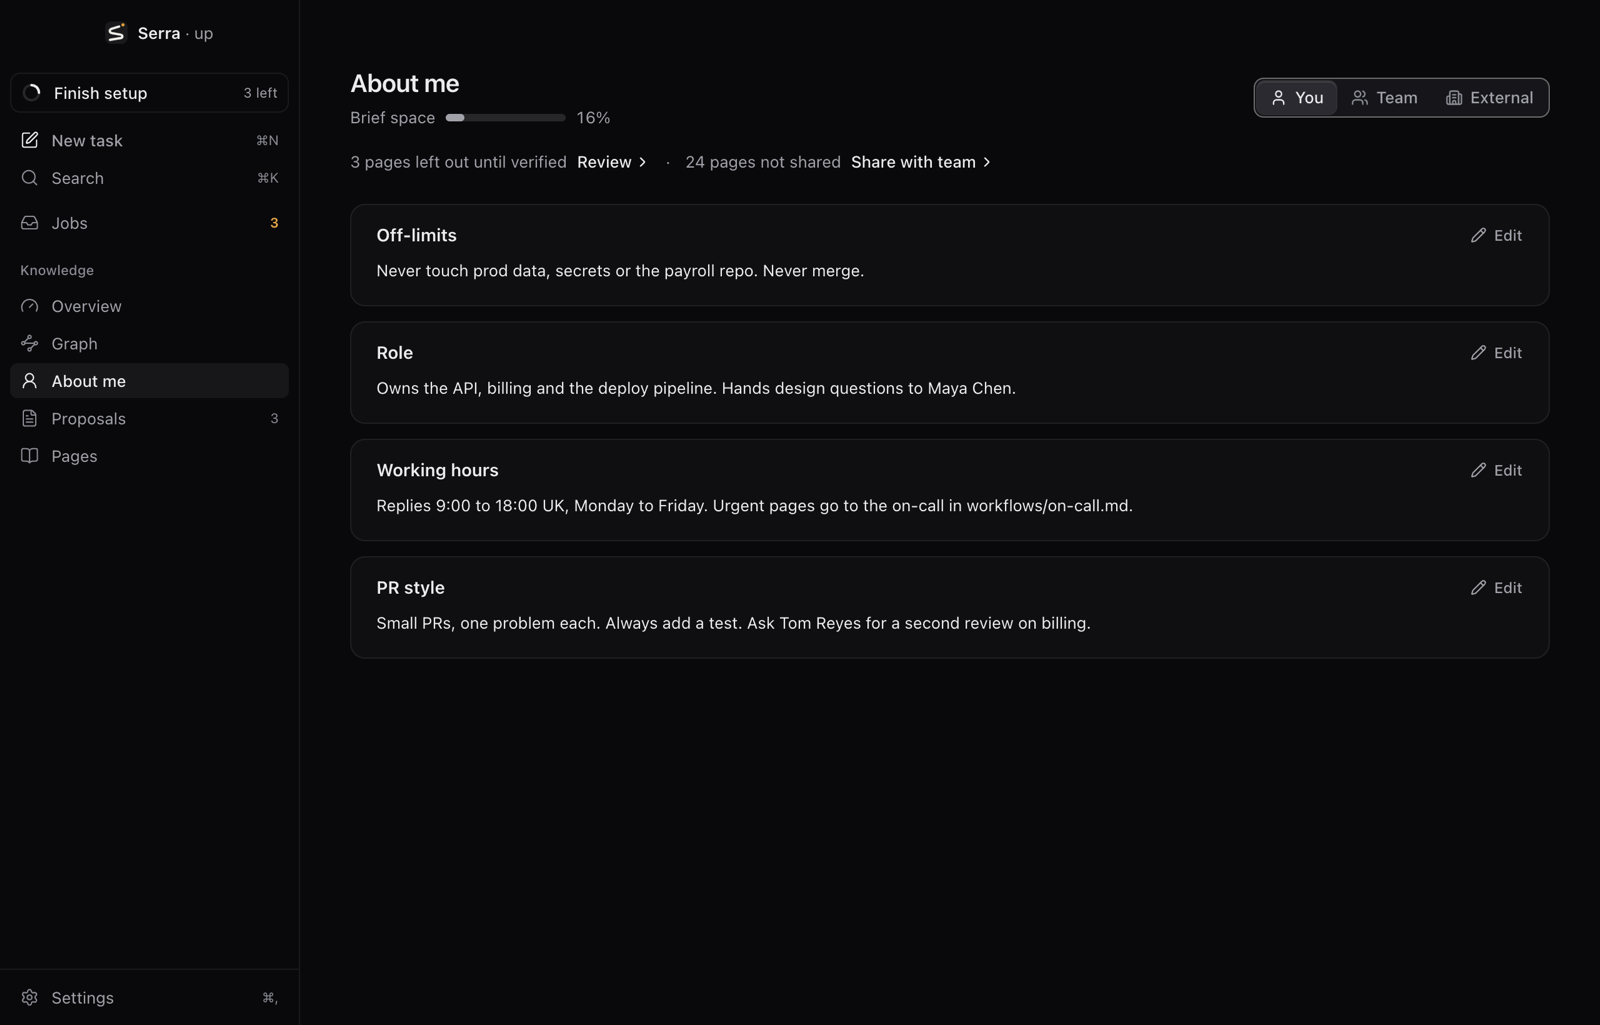 Serra · up
Finish setup 3 left
New task ⌘N
Search ⌘K
Jobs 3
Knowledge
Overview
Graph
About me
Proposals 3
Pages
Settings ⌘,
About me
Brief space 16%
You Team External
3 pages left out until verified Review > · 24 pages not shared Share with team >
Off-limits Edit
Never touch prod data, secrets or the payroll repo. Never merge.
Role Edit
Owns the API, billing and the deploy pipeline. Hands design questions to Maya Chen.
Working hours Edit
Replies 9:00 to 18:00 UK, Monday to Friday. Urgent pages go to the on-call in workflows/on-call.md.
PR style Edit
Small PRs, one problem each. Always add a test. Ask Tom Reyes for a second review on billing.